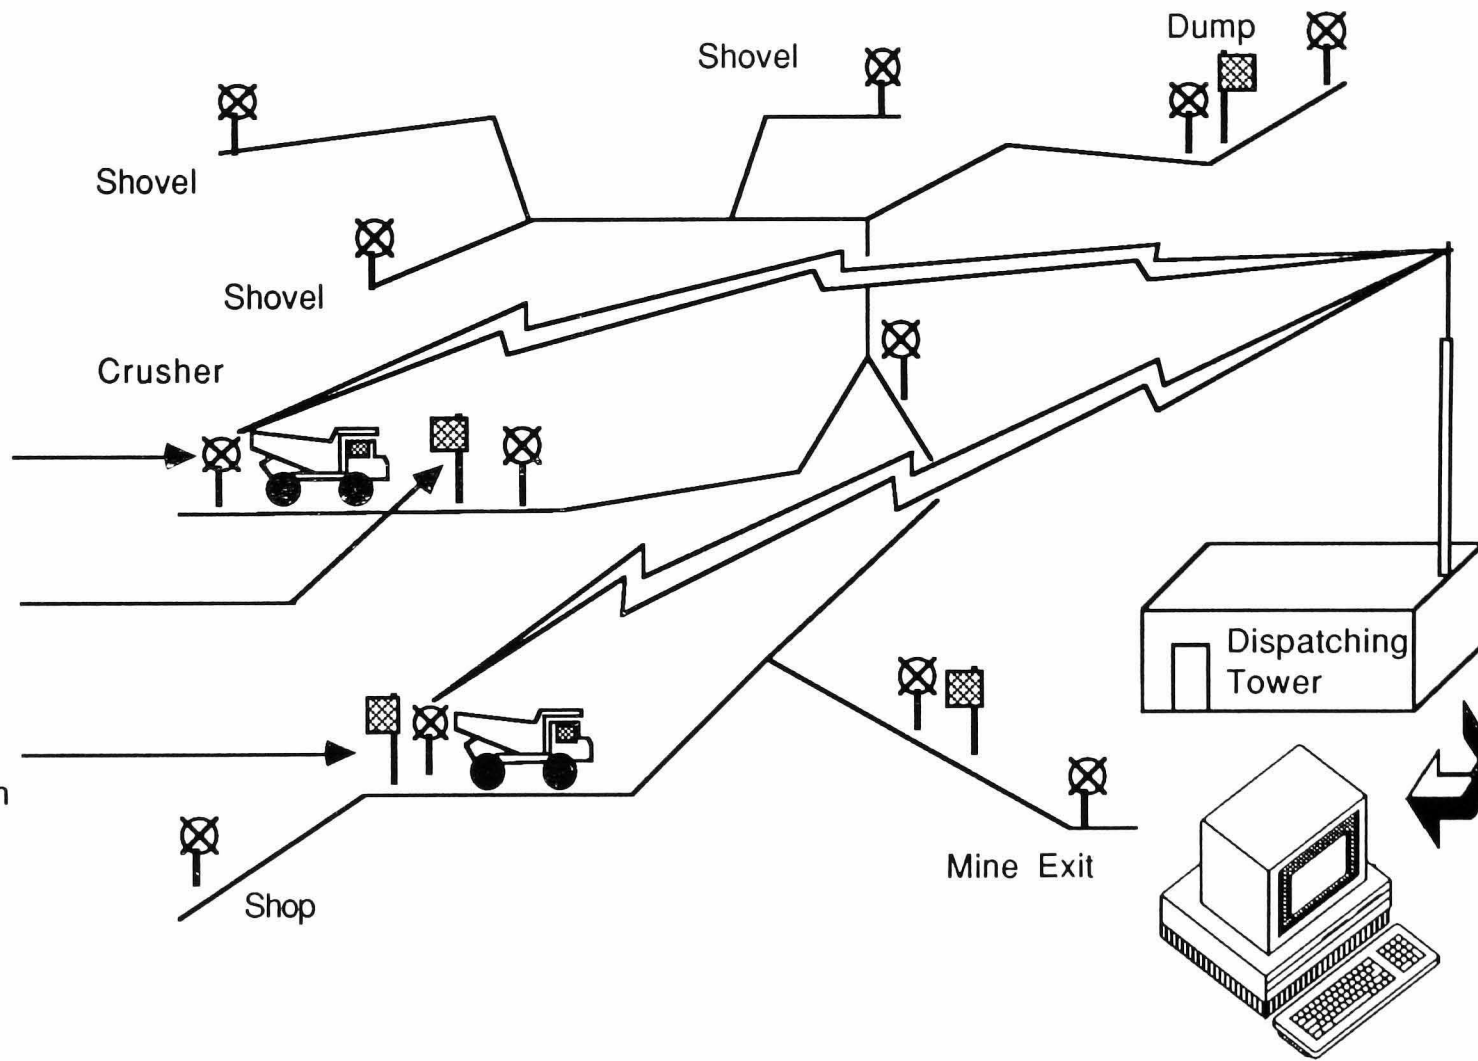 Dump
Shovel
Shovel
Shovel
Crusher
Dispatching
Tower
Mine Exit
Shop